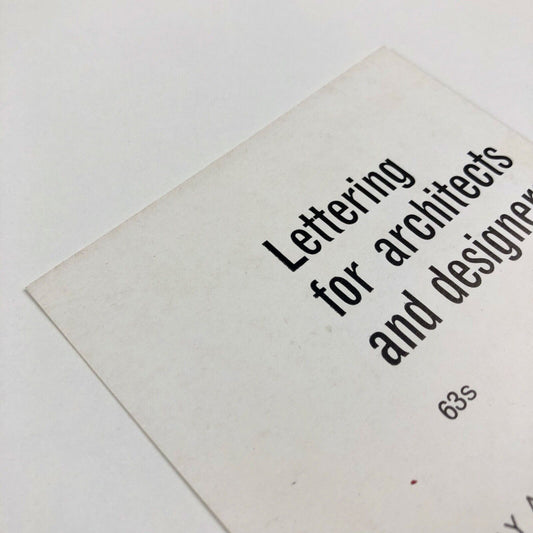 Lettering
for architects
and designer
63s